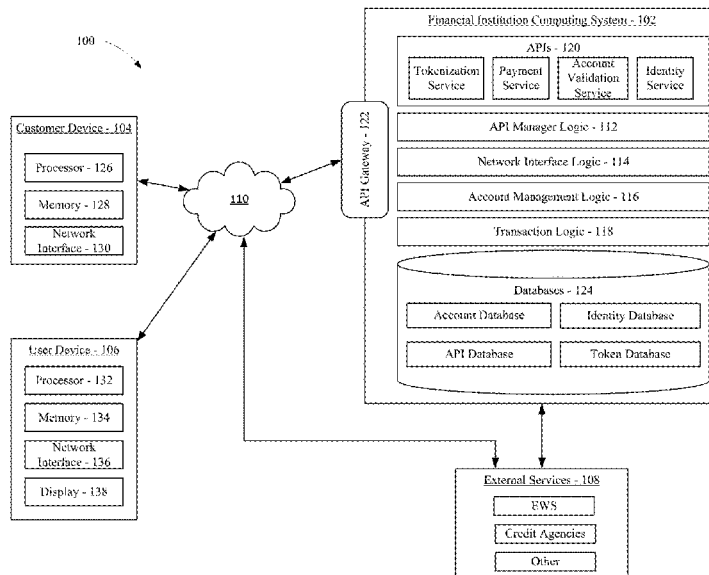 100
Financial Institution Computing System - 102
APIs - 120
Tokenization
Service
Payment
Service
Account
Validation
Service
Identity
Service
API Gateway - 122
API Manager Logic - 112
Network Interface Logic - 114
Account Management Logic - 116
Transaction Logic - 118
Databases - 124
Account Database
Identity Database
API Database
Token Database
Customer Device - 104
Processor - 126
Memory - 128
Network
Interface - 130
110
User Device - 106
Processor - 132
Memory - 134
Network
Interface - 136
Display - 138
External Services - 108
EWS
Credit Agencies
Other